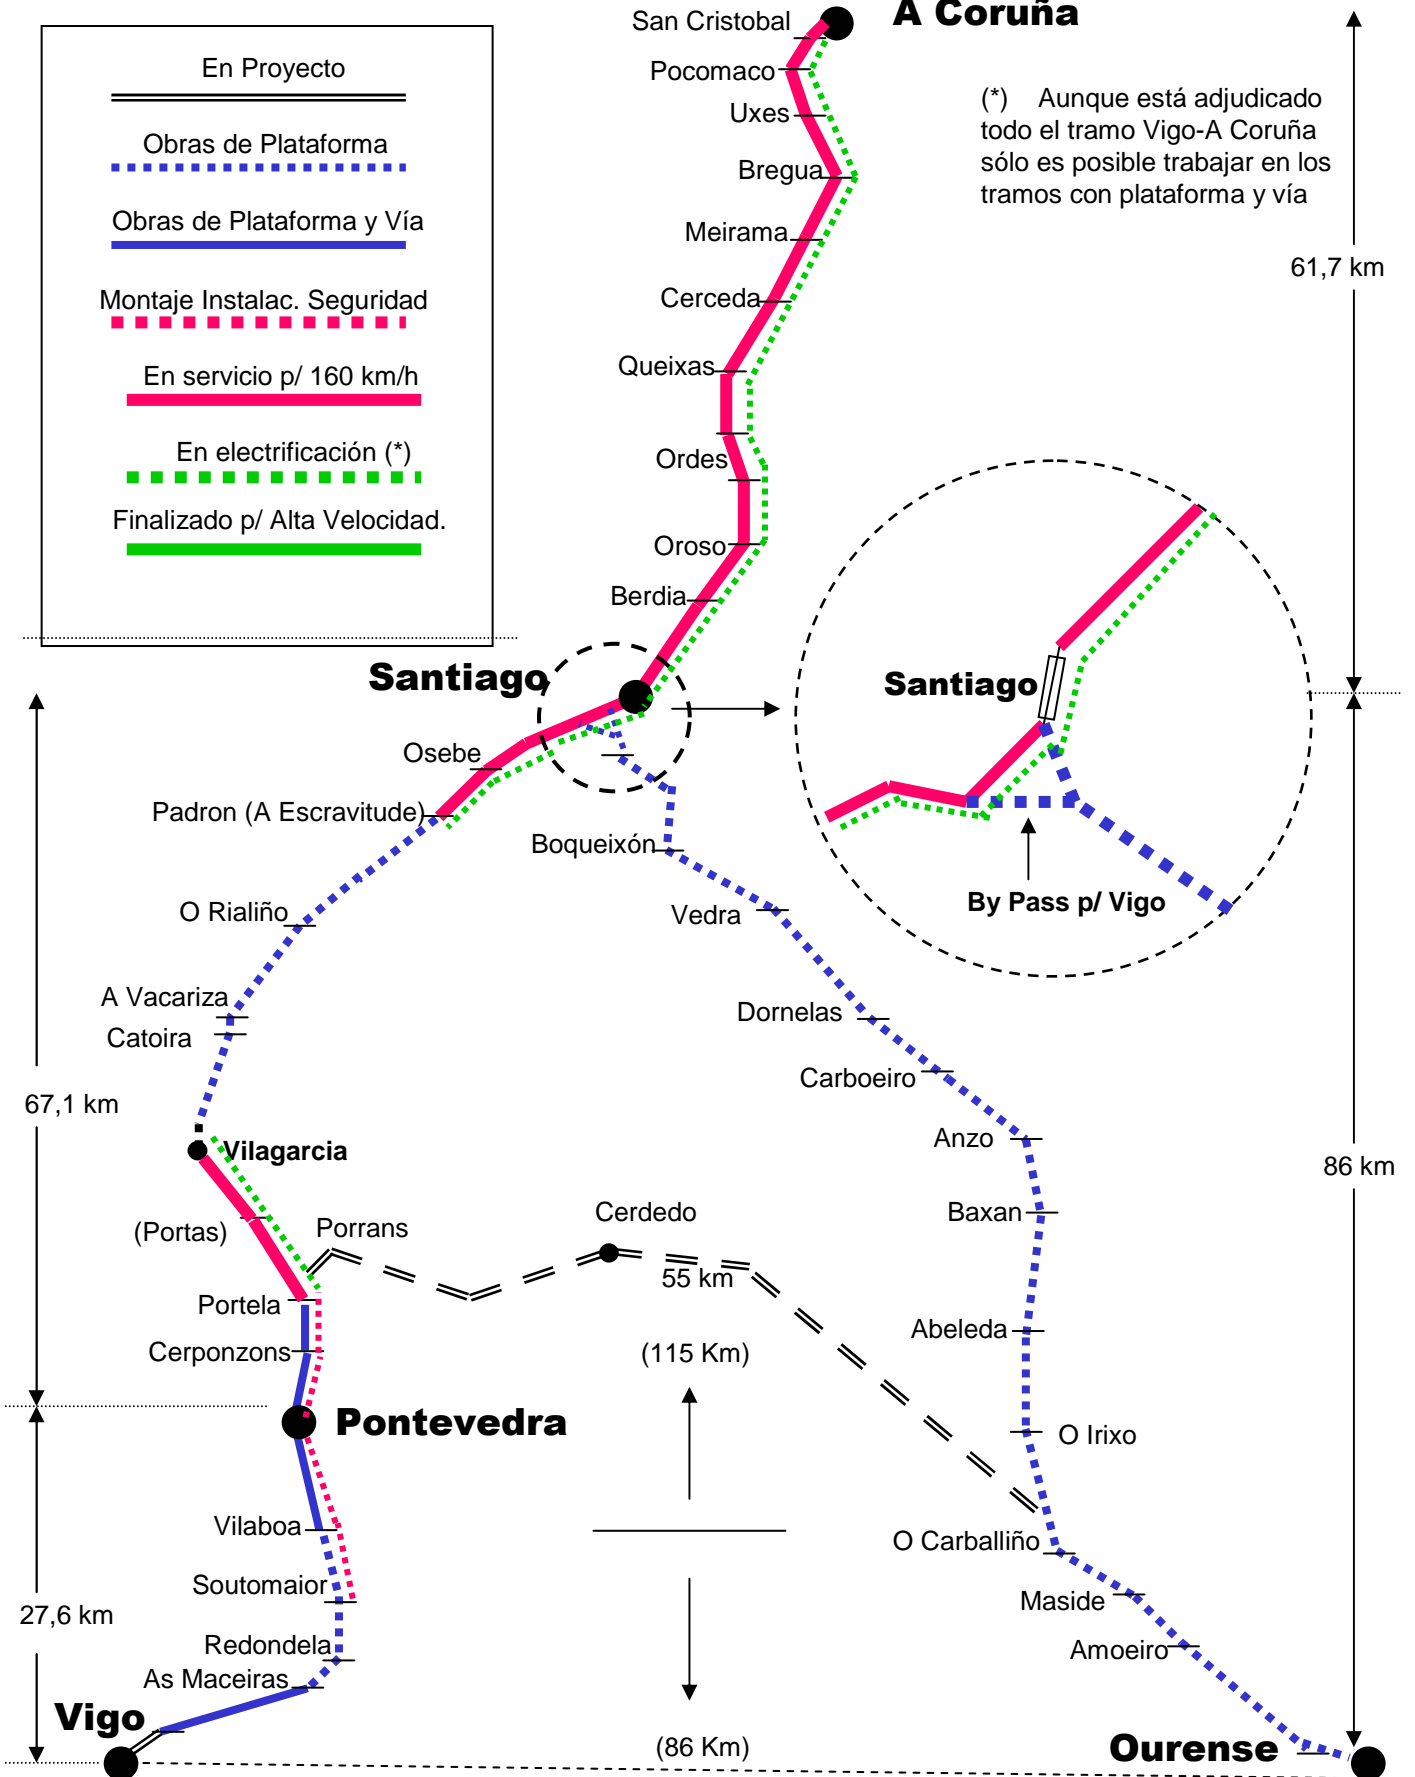 A Coruña
San Cristobal
En Proyecto
Pocomaco
(*) Aunque está adjudicado
todo el tramo Vigo-A Coruña
sólo es posible trabajar en los
tramos con plataforma y vía
Uxes
Obras de Plataforma
Bregua
Obras de Plataforma y Vía
Meirama
61,7 km
Montaje Instalac. Seguridad
Cerceda
En servicio p/ 160 km/h
Queixas
En electrificación (*)
Ordes
Finalizado p/ Alta Velocidad.
Oroso
Berdia
Santiago
Santiago
Osebe
Padron (A Escravitude)
Boqueixón
By Pass p/ Vigo
O Rialiño
Vedra
A Vacariza
Catoira
Dornelas
Carboeiro
67,1 km
Anzo
Vilagarcia
86 km
(Portas)
Porrans
Cerdedo
Baxan
55 km
Portela
Abeleda
Cerponzons
(115 Km)
Pontevedra
O Irixo
Vilaboa
O Carballiño
Soutomaior
Maside
27,6 km
Redondela
Amoeiro
As Maceiras
Vigo
(86 Km)
Ourense